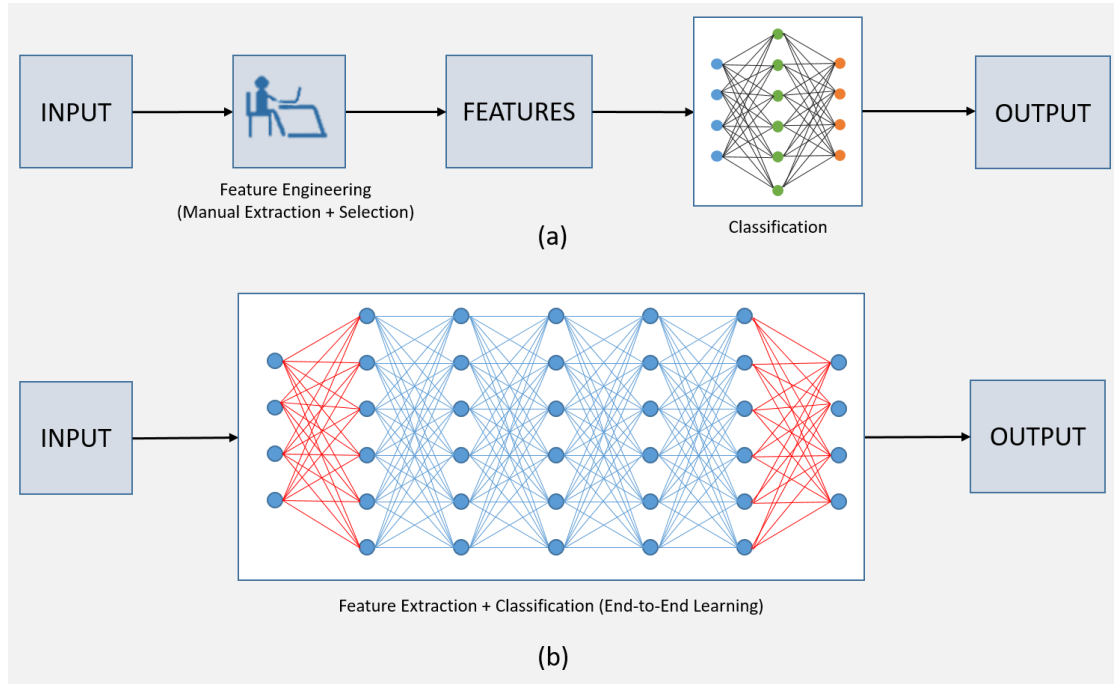 INPUT
FEATURES
OUTPUT
Feature Engineering
(Manual Extraction + Selection)
Classification
(a)
INPUT
OUTPUT
Feature Extraction + Classification (End-to-End Learning)
(b)